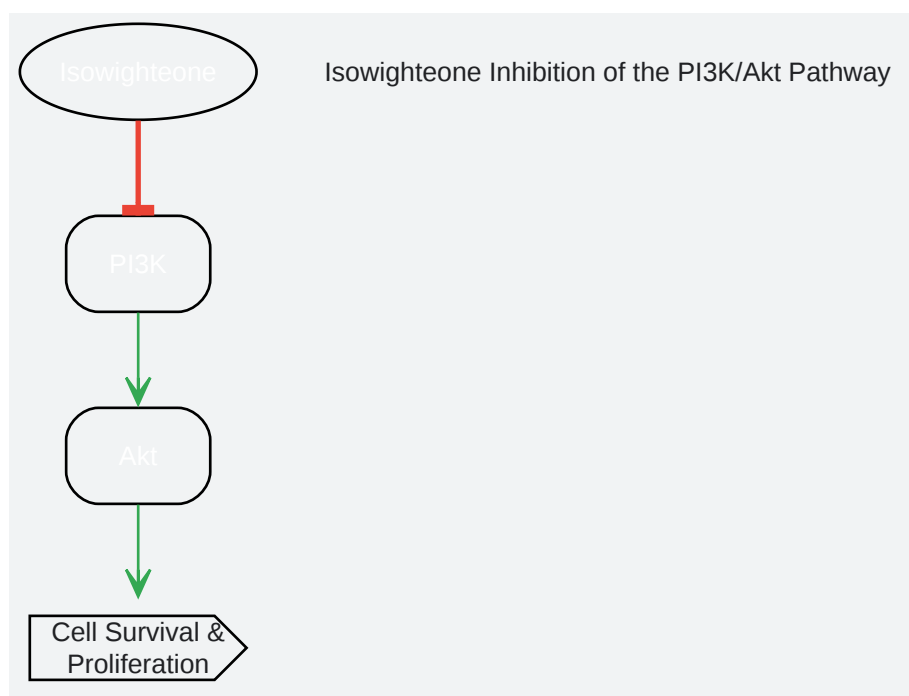 Isowighteone
Isowighteone Inhibition of the PI3K/Akt Pathway
PI3K
Akt
Cell Survival &
Proliferation